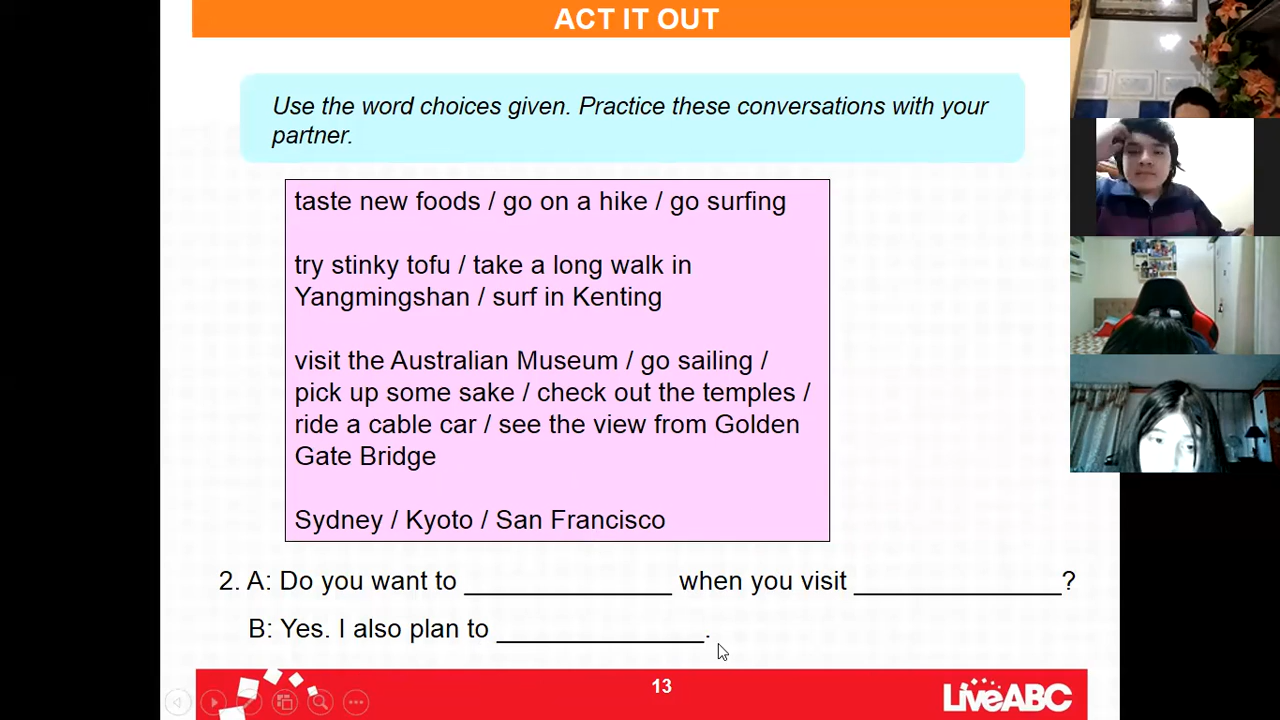 ACT IT OUT
Use the word choices given. Practice these conversations with your
partner.
taste new foods / go on a hike / go surfing
try stinky tofu / take a long walk in
Yangmingshan / surf in Kenting
visit the Australian Museum / go sailing /
pick up some sake / check out the temples /
ride a cable car / see the view from Golden
Gate Bridge
Sydney / Kyoto / San Francisco
2. A: Do you want to ______________ when you visit ______________?
B: Yes. I also plan to ______________.
13
LiveABC